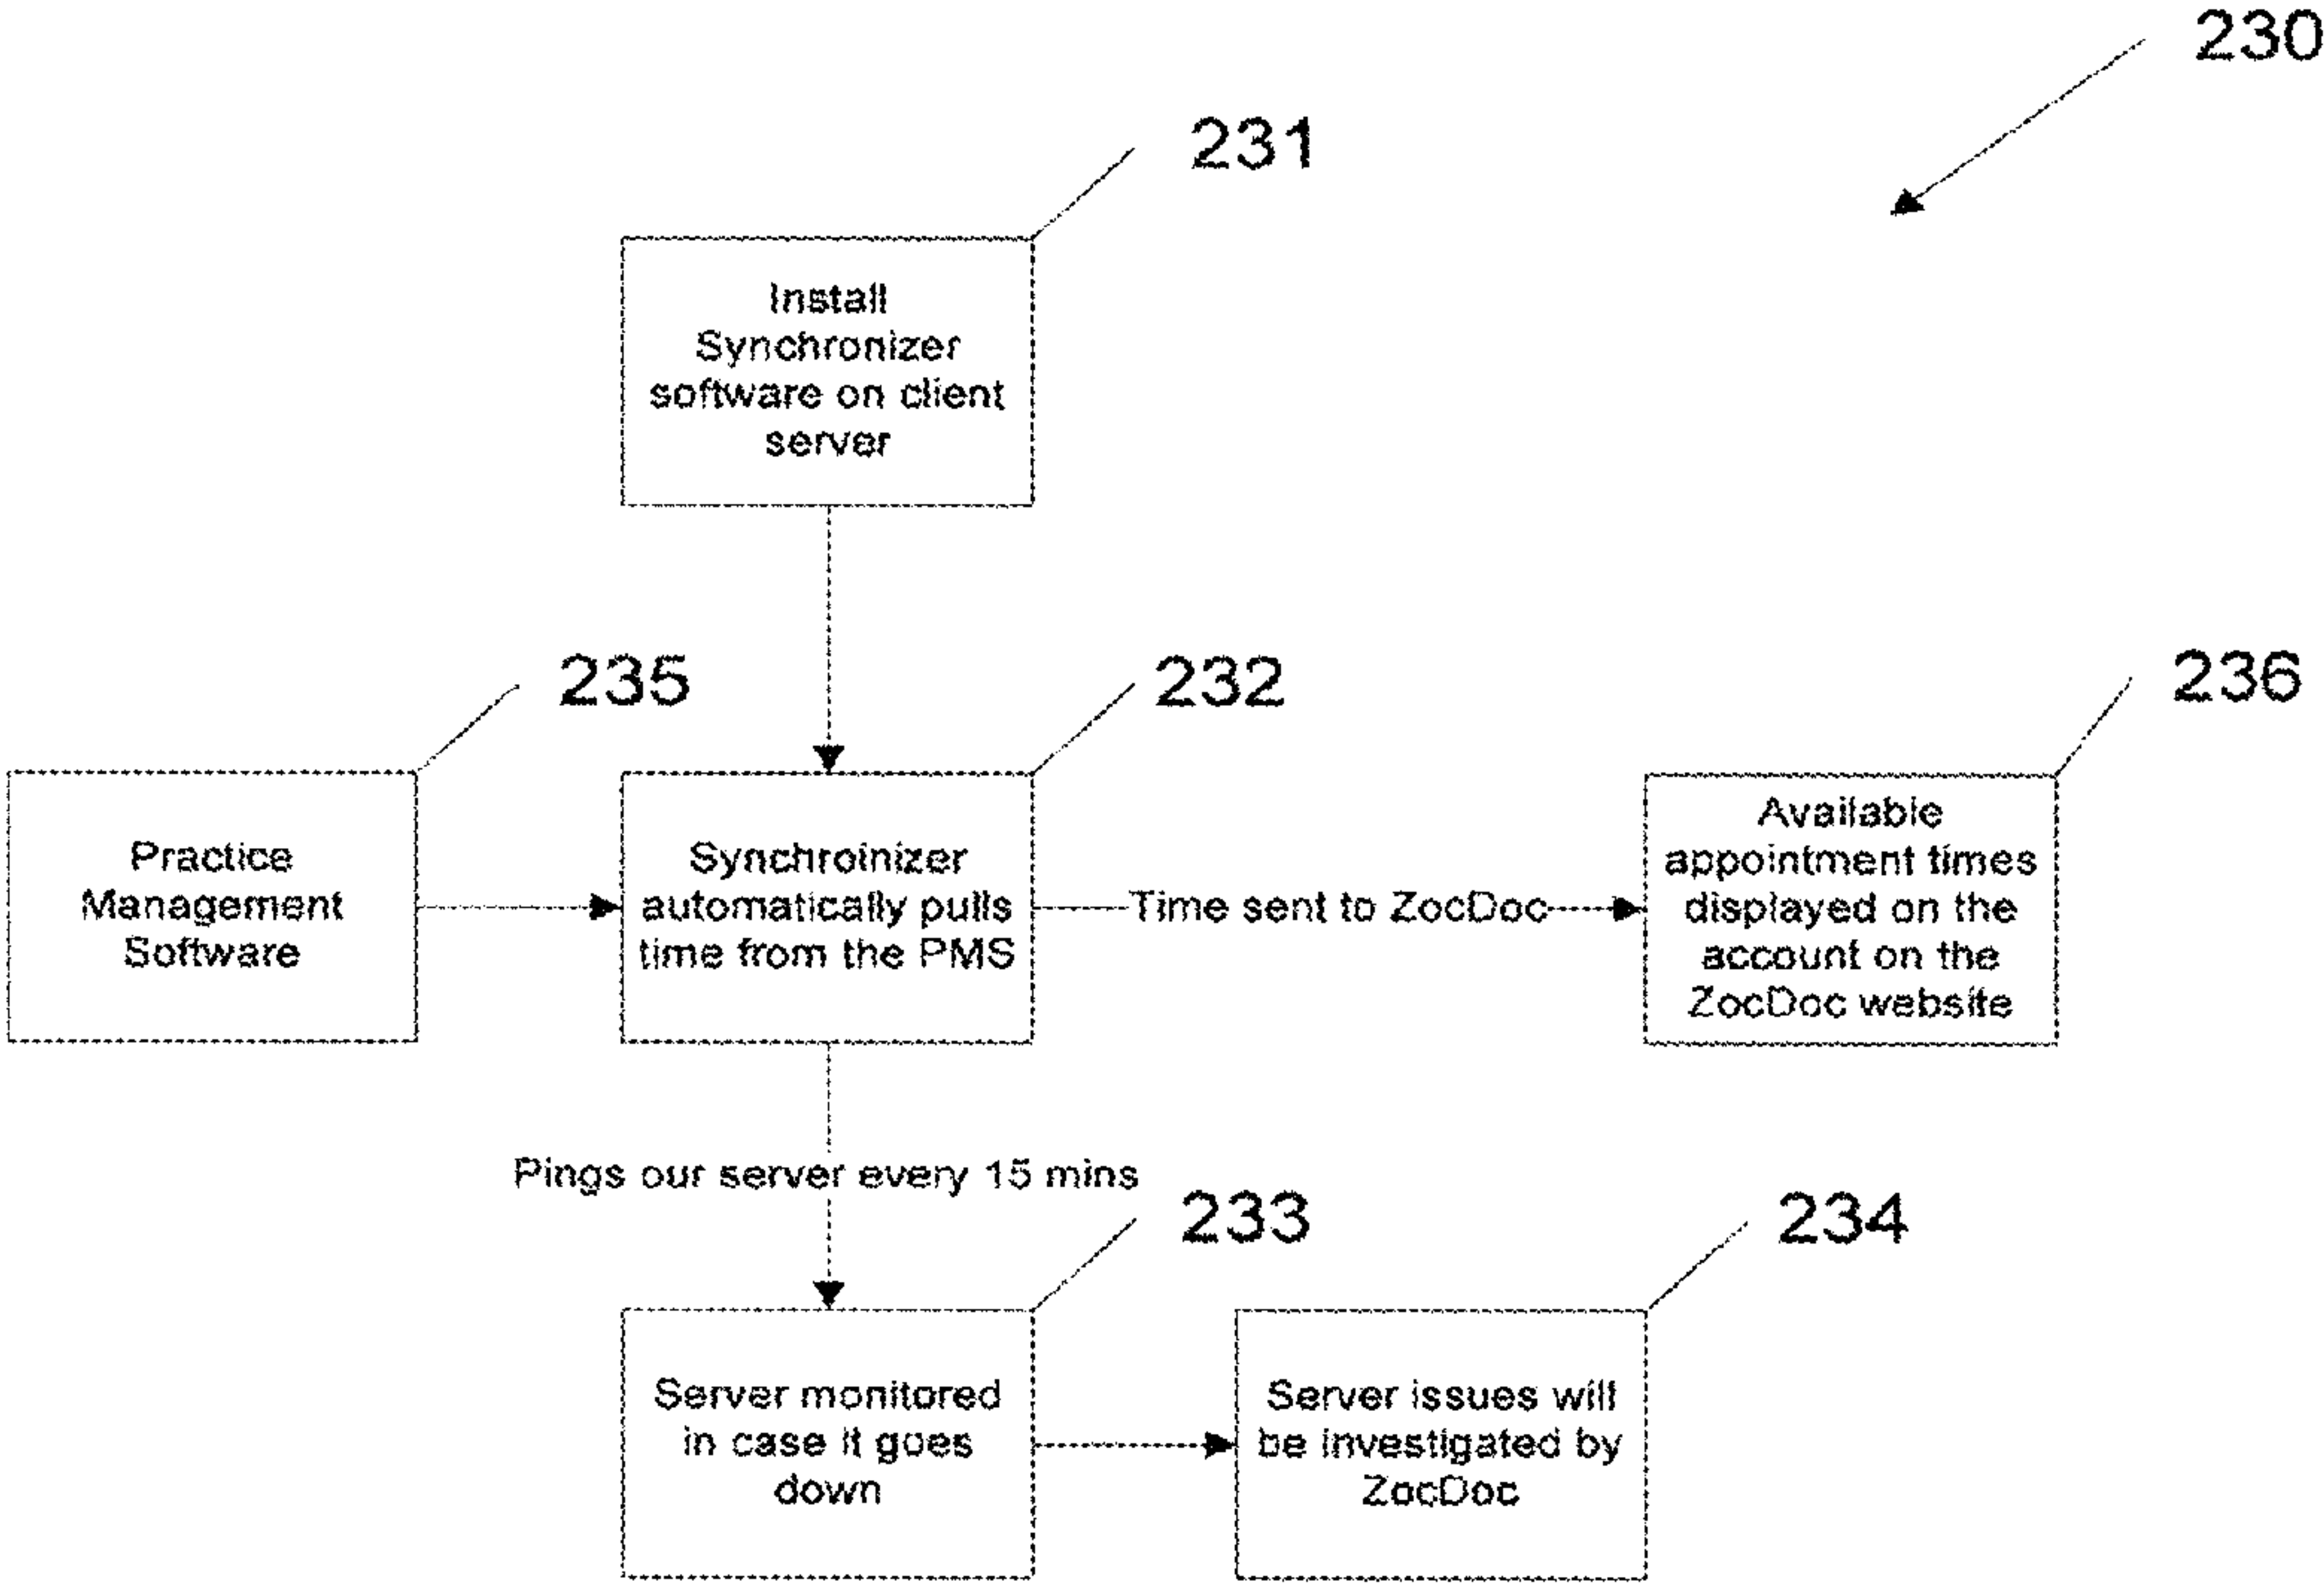 230
231
Install
Synchronizer
software on client
server
235
232
236
Practice
Management
Software
Synchroinizer
automatically pulls
time from the PMS
Time sent to ZocDoc
Available
appointment times
displayed on the
account on the
ZocDoc website
Pings our server every 15 mins
233
234
Server monitored
in case it goes
down
Server issues will
be investigated by
ZocDoc